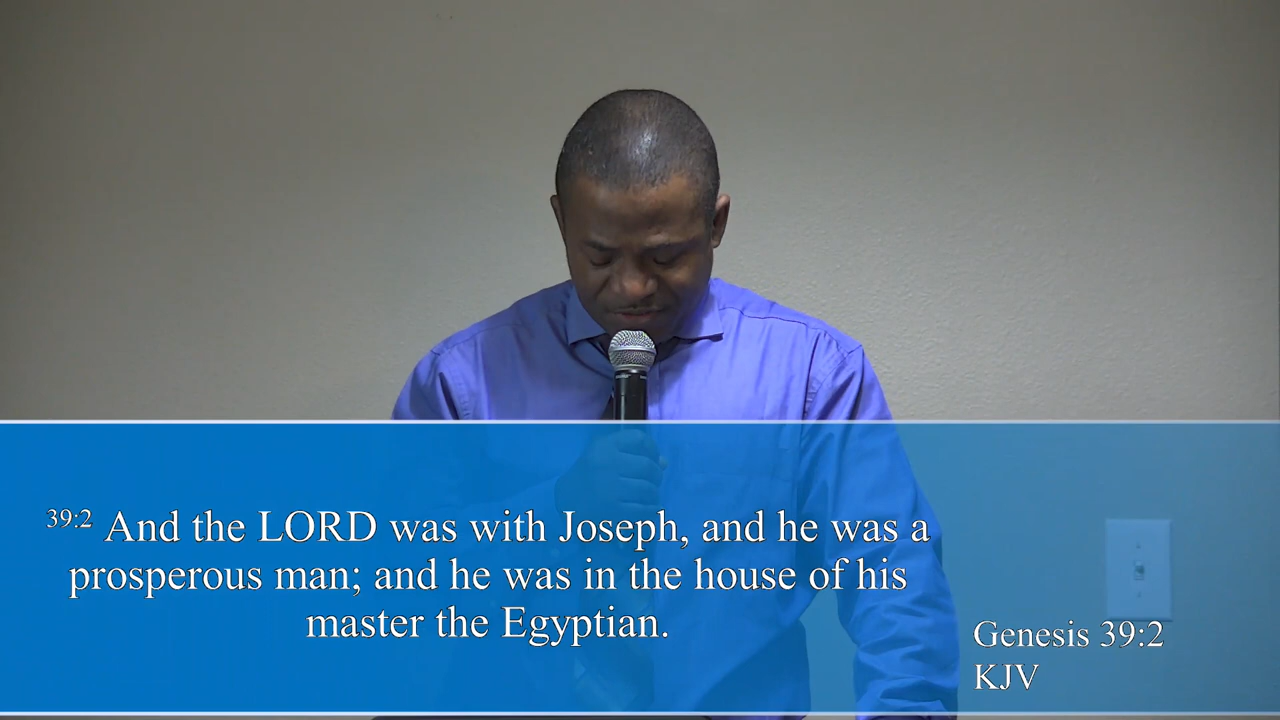 39:2 And the LORD was with Joseph, and he was a
prosperous man; and he was in the house of his
master the Egyptian.
Genesis 39:2
KJV